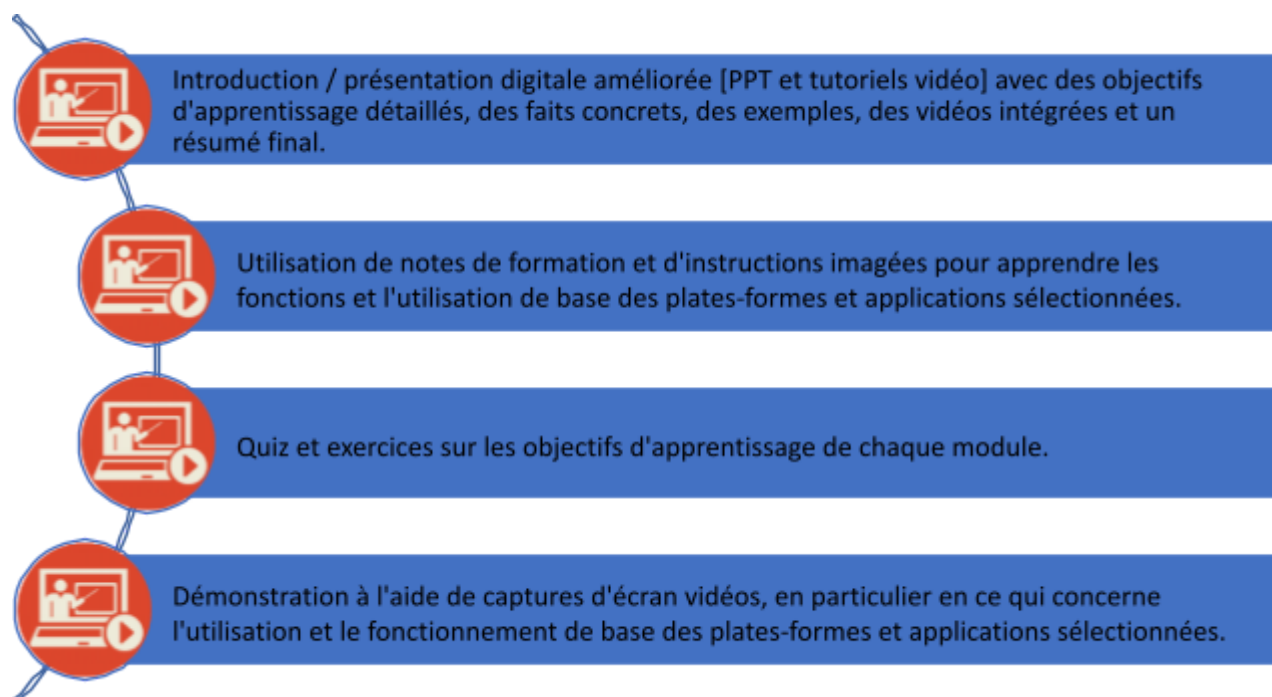 Introduction / présentation digitale améliorée [PPT et tutoriels vidéo] avec des objectifs
d'apprentissage détaillés, des faits concrets, des exemples, des vidéos intégrées et un
résumé final.
Utilisation de notes de formation et d'instructions imagées pour apprendre les
fonctions et l'utilisation de base des plates-formes et applications sélectionnées.
Quiz et exercices sur les objectifs d'apprentissage de chaque module.
Démonstration à l'aide de captures d'écran vidéos, en particulier en ce qui concerne
l'utilisation et le fonctionnement de base des plates-formes et applications sélectionnées.